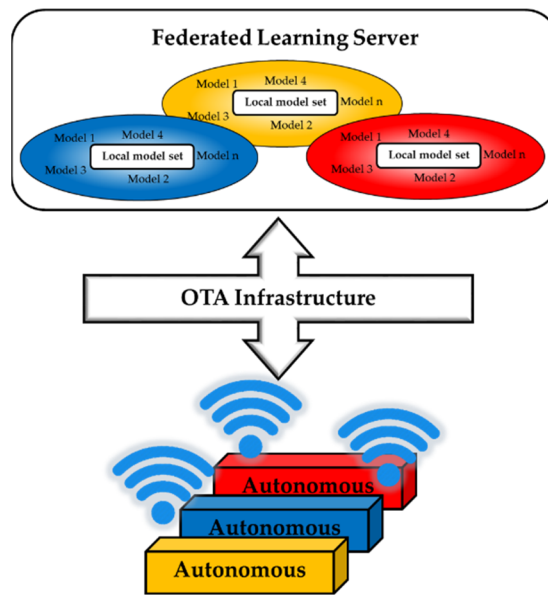 Federated Learning Server
Model 1
Model 4
Local model set
Model n
Model 3
Model 2
Model 1
Model 4
Local model set
Model n
Model 3
Model 2
Model 1
Model 4
Local model set
Model n
Model 3
Model 2
OTA Infrastructure
Autonomous
Autonomous
Autonomous